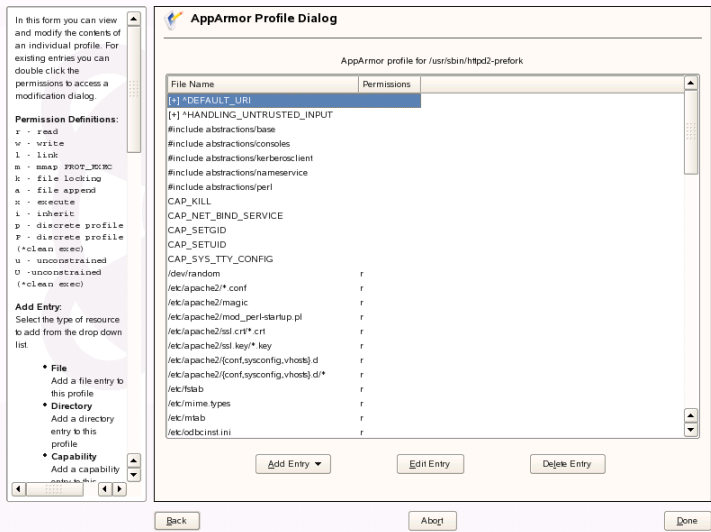 In this form you can view
and modify the contents of
an individual profile. For
existing entries you can
double click the
permissions to access a
modification dialog.
Permission Definitions:
r - read
w - write
l - link
m - mmap PROT_EXEC
k - file locking
a - file append
x - execute
i - inherit
p - discrete profile
P - discrete profile
(*clean exec)
u - unconstrained
U -unconstrained
(*clean exec)
Add Entry:
Select the type of resource
to add from the drop down
list.
• File
Add a file entry to
this profile
• Directory
Add a directory
entry to this
profile
• Capability
Add a capability
entry to this
AppArmor Profile Dialog
AppArmor profile for /usr/sbin/httpd2-prefork
File Name Permissions
[+] ^DEFAULT_URI
[+] ^HANDLING_UNTRUSTED_INPUT
#include abstractions/base
#include abstractions/consoles
#include abstractions/kerberosclient
#include abstractions/nameservice
#include abstractions/perl
CAP_KILL
CAP_NET_BIND_SERVICE
CAP_SETGID
CAP_SETUID
CAP_SYS_TTY_CONFIG
/dev/random r
/etc/apache2/*.conf r
/etc/apache2/magic r
/etc/apache2/mod_perl-startup.pl r
/etc/apache2/ssl.crt/*.crt r
/etc/apache2/ssl.key/*.key r
/etc/apache2/{conf,sysconfig,vhosts}.d r
/etc/apache2/{conf,sysconfig,vhosts}.d/* r
/etc/fstab r
/etc/mime.types r
/etc/mtab r
/etc/odbcinst.ini r
Add Entry Edit Entry Delete Entry
Back Abort Done